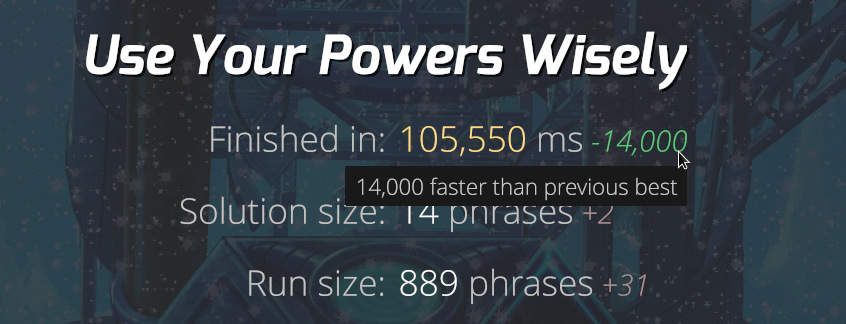 Use Your Powers Wisely
Finished in: 105,550 ms -14,000
14,000 faster than previous best
Solution size: 14 phrases +2
Run size: 889 phrases +31